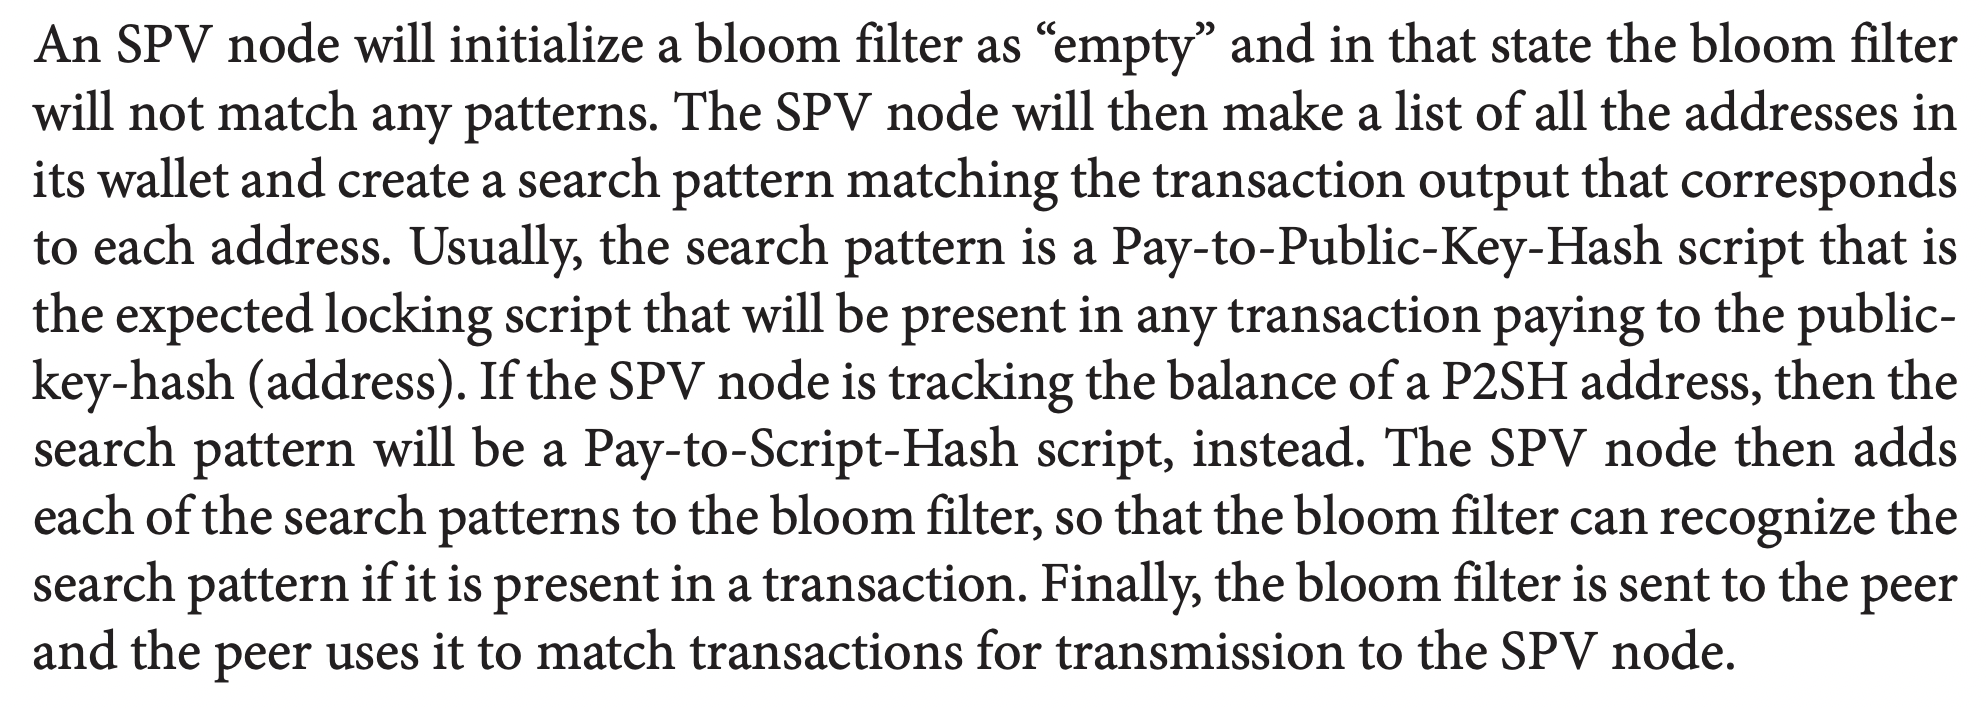 An SPV node will initialize a bloom filter as “empty” and in that state the bloom filter
will not match any patterns. The SPV node will then make a list of all the addresses in
its wallet and create a search pattern matching the transaction output that corresponds
to each address. Usually, the search pattern is a Pay-to-Public-Key-Hash script that is
the expected locking script that will be present in any transaction paying to the public-
key-hash (address). If the SPV node is tracking the balance of a P2SH address, then the
search pattern will be a Pay-to-Script-Hash script, instead. The SPV node then adds
each of the search patterns to the bloom filter, so that the bloom filter can recognize the
search pattern if it is present in a transaction. Finally, the bloom filter is sent to the peer
and the peer uses it to match transactions for transmission to the SPV node.